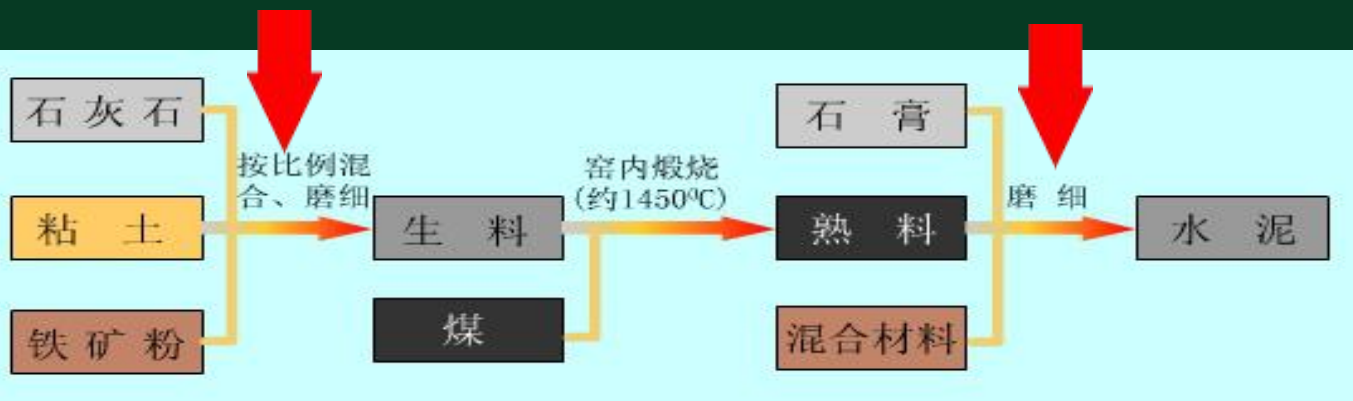 石灰石
按比例混
合、磨细
粘土
铁矿粉
生料
煤
窑内煅烧
(约1450⁰C)
石膏
熟料
混合材料
磨细
水泥